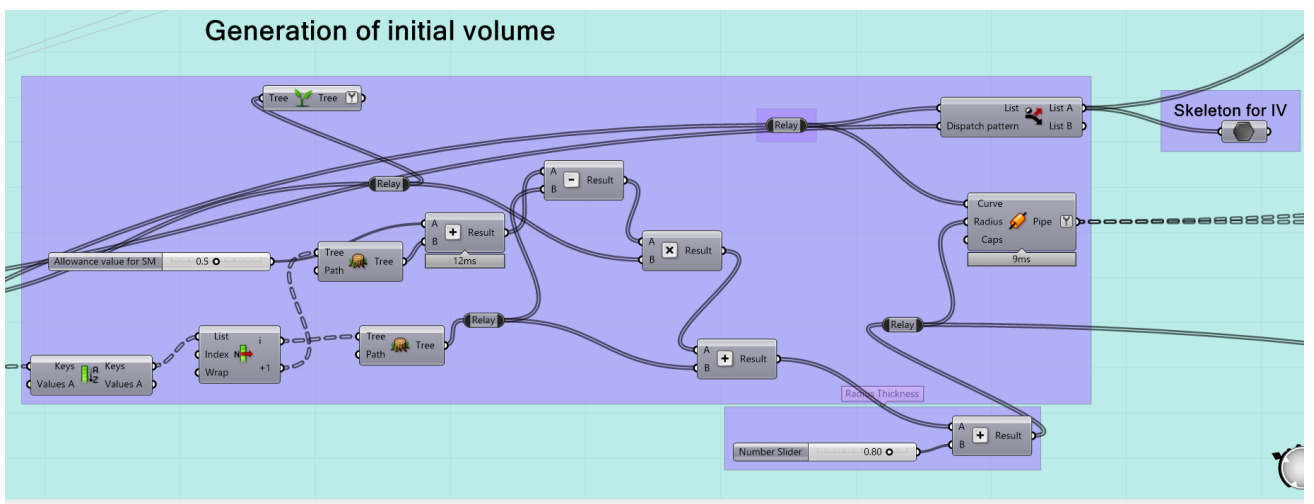 Generation of initial volume
Tree Tree
Relay
List List A
Dispatch pattern List B
Skeleton for IV
Relay
A
B
Result
A
B
Result
12ms
Curve
Radius Pipe
Caps
9ms
Allowance value for SM 0.5
Tree Tree
Path
A
B
Result
Relay
Relay
List i
Index N
Wrap +1
Tree Tree
Path
A
B
Result
Keys Keys
Values A Values A
A
Z
Radius Thickness
A
B
Result
Number Slider 0.80